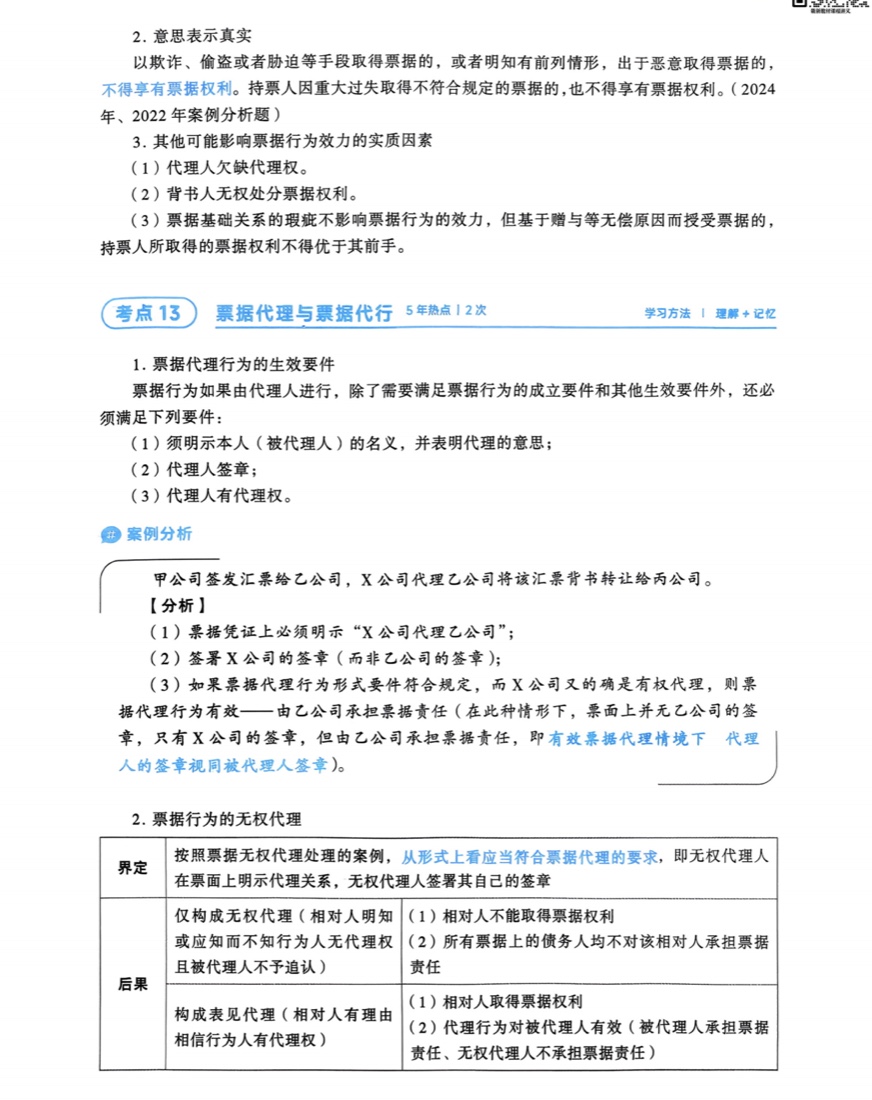 2. 意思表示真实
以欺诈、偷盗或者胁迫等手段取得票据的，或者明知有前列情形，出于恶意取得票据的，
不得享有票据权利。持票人因重大过失取得不符合规定的票据的，也不得享有票据权利。（2024
年、2022 年案例分析题）
3. 其他可能影响票据行为效力的实质因素
（1）代理人欠缺代理权。
（2）背书人无权处分票据权利。
（3）票据基础关系的瑕疵不影响票据行为的效力，但基于赠与等无偿原因而授受票据的，
持票人所取得的票据权利不得优于其前手。
考点 13 票据代理与票据代行 5 年热点 | 2 次 学习方法 | 理解 + 记忆
1. 票据代理行为的生效要件
票据行为如果由代理人进行，除了需要满足票据行为的成立要件和其他生效要件外，还必
须满足下列要件：
（1）须明示本人（被代理人）的名义，并表明代理的意思；
（2）代理人签章；
（3）代理人有代理权。
# 案例分析
甲公司签发汇票给乙公司，X 公司代理乙公司将该汇票背书转让给丙公司。
【分析】
（1）票据凭证上必须明示“X 公司代理乙公司”；
（2）签署 X 公司的签章（而非乙公司的签章）；
（3）如果票据代理行为形式要件符合规定，而 X 公司又的确是有权代理，则票
据代理行为有效——由乙公司承担票据责任（在此种情形下，票面上并无乙公司的签
章，只有 X 公司的签章，但由乙公司承担票据责任，即有效票据代理情境下 代理
人的签章视同被代理人签章）。
2. 票据行为的无权代理
界定
按照票据无权代理处理的案例，从形式上看应当符合票据代理的要求，即无权代理人
在票面上明示代理关系，无权代理人签署其自己的签章
后果
仅构成无权代理（相对人明知
或应知而不知行为人无代理权
且被代理人不予追认）
（1）相对人不能取得票据权利
（2）所有票据上的债务人均不对该相对人承担票据
责任
构成表见代理（相对人有理由
相信行为人有代理权）
（1）相对人取得票据权利
（2）代理行为对被代理人有效（被代理人承担票据
责任、无权代理人不承担票据责任）